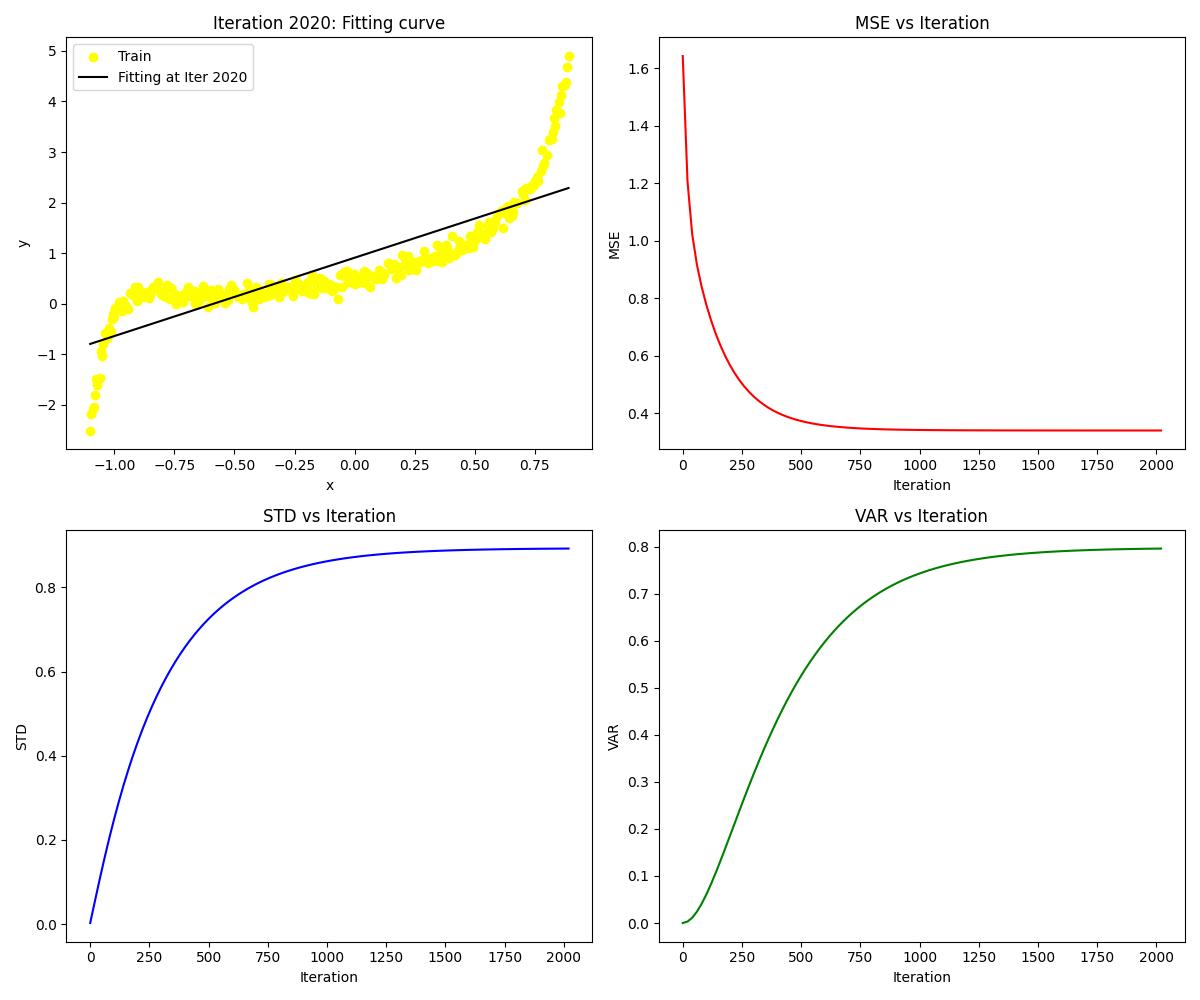 Iteration 2020: Fitting curve
Train
Fitting at Iter 2020
5
4
3
2
1
0
−1
−2
y
−1.00 −0.75 −0.50 −0.25 0.00 0.25 0.50 0.75
x
MSE vs Iteration
1.6
1.4
1.2
1.0
0.8
0.6
0.4
MSE
0 250 500 750 1000 1250 1500 1750 2000
Iteration
STD vs Iteration
0.8
0.6
0.4
0.2
0.0
STD
0 250 500 750 1000 1250 1500 1750 2000
Iteration
VAR vs Iteration
0.8
0.7
0.6
0.5
0.4
0.3
0.2
0.1
0.0
VAR
0 250 500 750 1000 1250 1500 1750 2000
Iteration